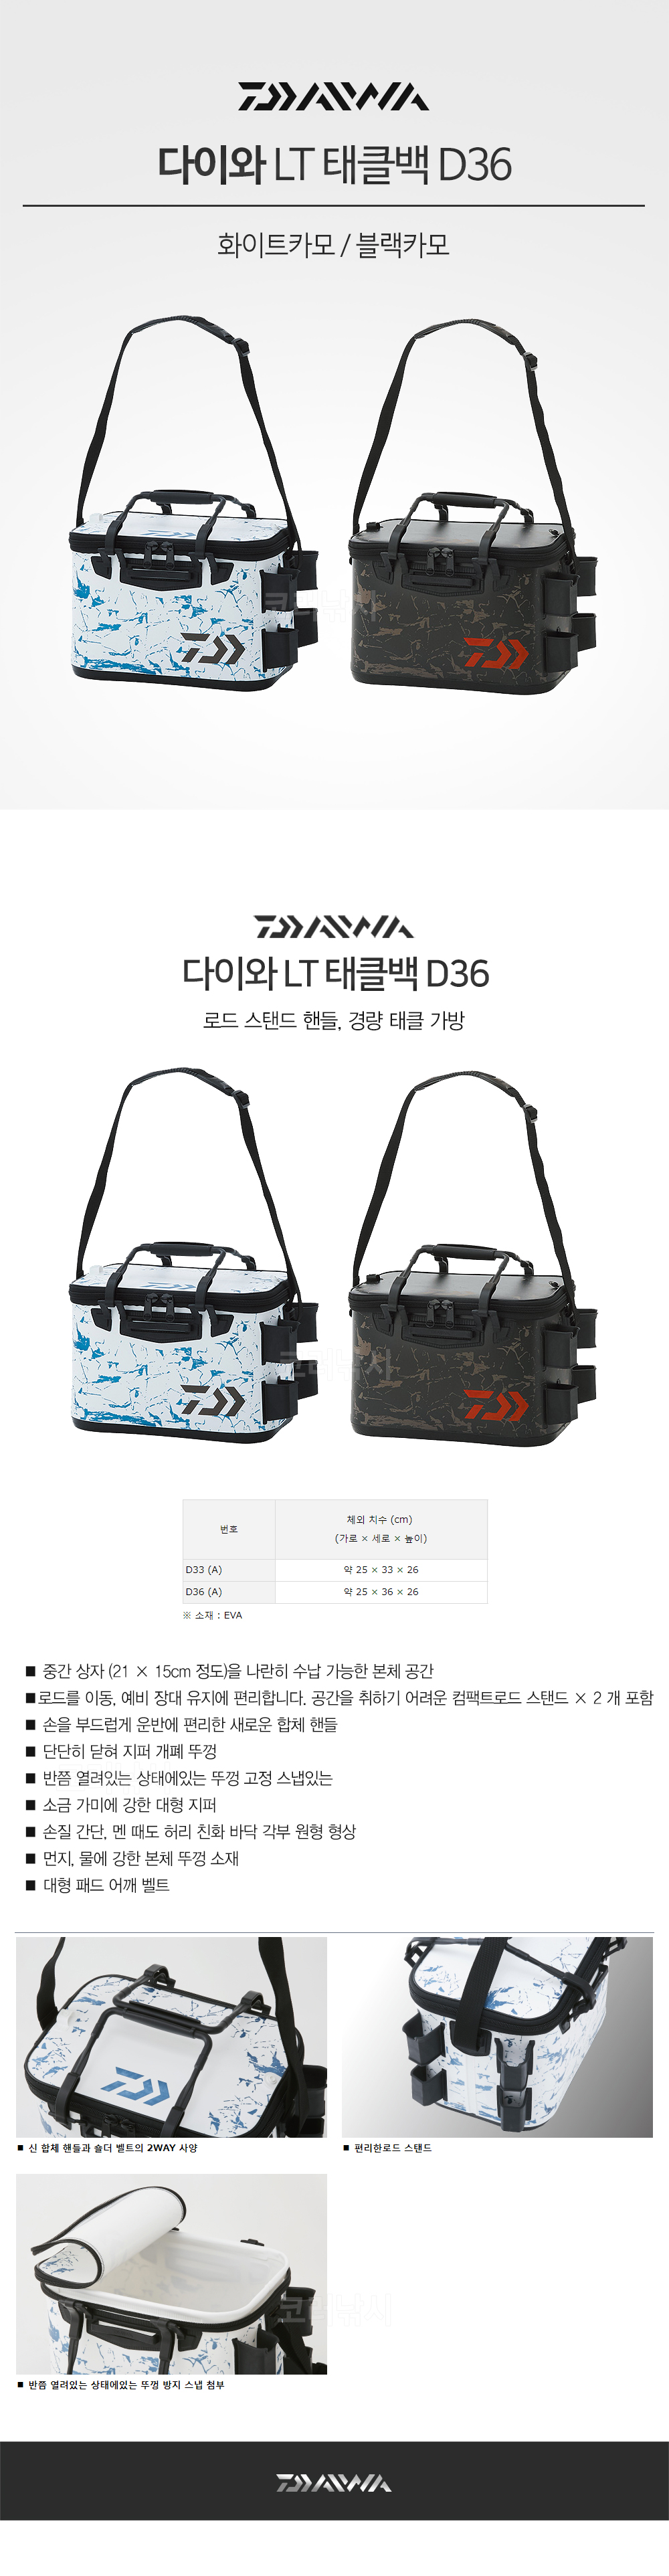 DAIWA
다이와 LT 태클백 D36
화이트카모 / 블랙카모
코리낚시
DAIWA
다이와 LT 태클백 D36
로드 스탠드 핸들, 경량 태클 가방
코리낚시
번호
체외 치수 (cm)
(가로 × 세로 × 높이)
D33 (A)
약 25 × 33 × 26
D36 (A)
약 25 × 36 × 26
※ 소재 : EVA
■ 중간 상자 (21 × 15cm 정도)을 나란히 수납 가능한 본체 공간
■ 로드를 이동, 예비 장대 유지에 편리합니다. 공간을 취하기 어려운 컴팩트로드 스탠드 × 2 개 포함
■ 손을 부드럽게 운반에 편리한 새로운 합체 핸들
■ 단단히 닫혀 지퍼 개폐 뚜껑
■ 반쯤 열려있는 상태에있는 뚜껑 고정 스냅있는
■ 소금 가미에 강한 대형 지퍼
■ 손질 간단, 멘 때도 허리 친화 바닥 각부 원형 형상
■ 먼지, 물에 강한 본체 뚜껑 소재
■ 대형 패드 어깨 벨트
■ 신 합체 핸들과 숄더 벨트의 2WAY 사양
■ 편리한로드 스탠드
코리낚시
■ 반쯤 열려있는 상태에있는 뚜껑 방지 스냅 첨부
DAIWA